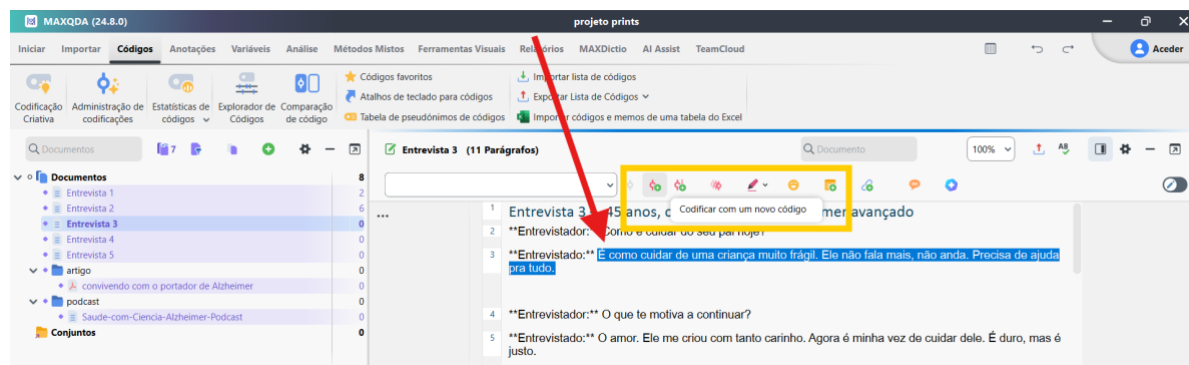 MAXQDA (24.8.0)
projeto prints
Iniciar Importar Códigos Anotações Variáveis Análise Métodos Mistos Ferramentas Visuais Relatórios MAXDictio AI Assist TeamCloud
Aceder
Codificação Criativa
Administração de codificações
Estatísticas de códigos
Explorador de Códigos
Comparação de código
Códigos favoritos
Atalhos de teclado para códigos
Tabela de pseudónimos de códigos
Importar lista de códigos
Exportar Lista de Códigos
Importar códigos e memos de uma tabela do Excel
Documentos
7
Documentos 8
Entrevista 1 2
Entrevista 2 6
Entrevista 3 0
Entrevista 4 0
Entrevista 5 0
artigo 0
convivendo com o portador de Alzheimer 0
podcast 0
Saude-com-Ciencia-Alzheimer-Podcast 0
Conjuntos 0
Entrevista 3 (11 Parágrafos)
Documento
100%
Codificar com um novo código
1 Entrevista 3 45 anos, mer avançado
2 **Entrevistador: Como é cuidar do seu pai hoje?
3 **Entrevistado:** É como cuidar de uma criança muito frágil. Ele não fala mais, não anda. Precisa de ajuda
pra tudo.
4 **Entrevistador:** O que te motiva a continuar?
5 **Entrevistado:** O amor. Ele me criou com tanto carinho. Agora é minha vez de cuidar dele. É duro, mas é
justo.